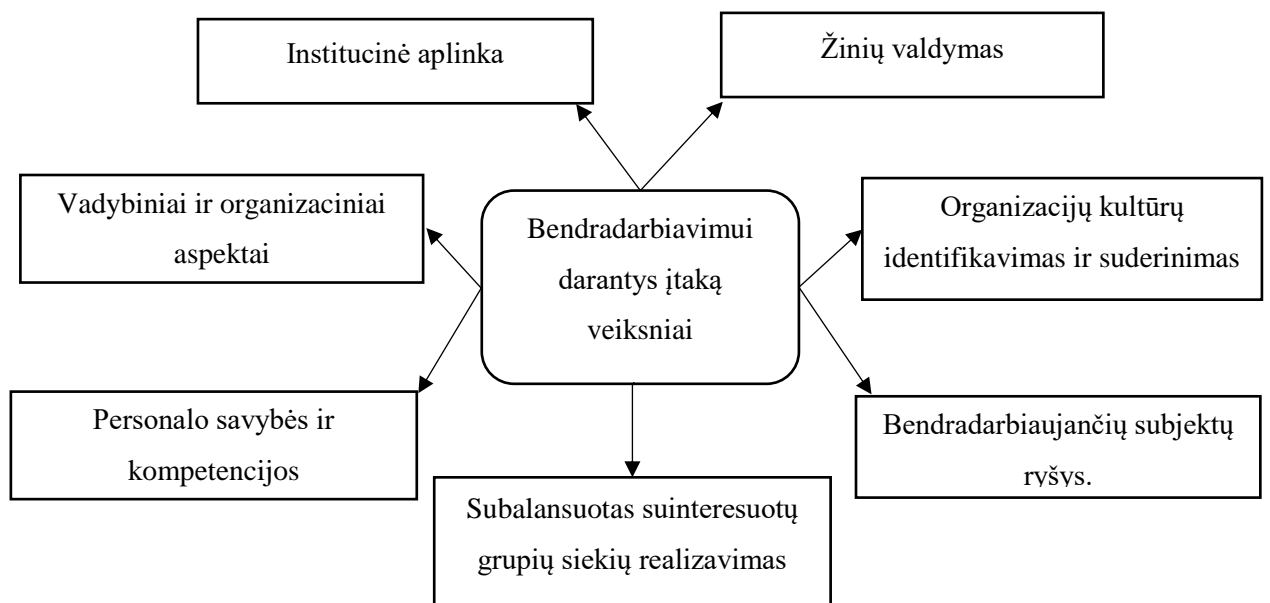 Institucinė aplinka
Žinių valdymas
Vadybiniai ir organizaciniai
aspektai
Bendradarbiavimui
darantys įtaką
veiksniai
Organizacijų kultūrų
identifikavimas ir suderinimas
Personalo savybės ir
kompetencijos
Bendradarbiaujančių subjektų
ryšys.
Subalansuotas suinteresuotų
grupių siekių realizavimas